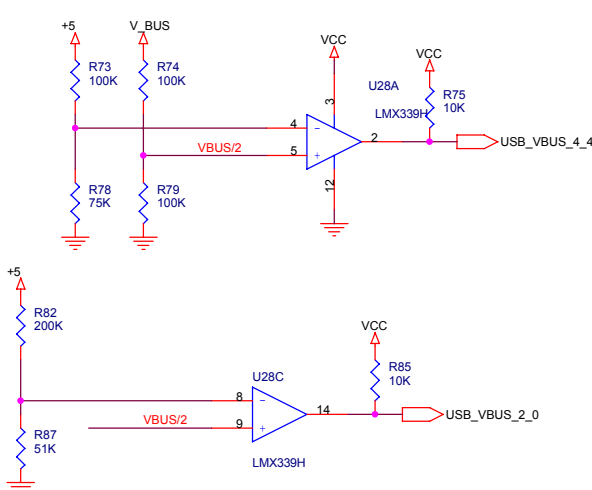 +5
V_BUS
VCC
VCC
R73
100K
R74
100K
U28A
R75
10K
LMX339H
3
4
−
2
USB_VBUS_4_4
VBUS/2
5
+
12
R78
75K
R79
100K
+5
R82
200K
VCC
U28C
R85
10K
8
−
14
USB_VBUS_2_0
VBUS/2
9
+
R87
51K
LMX339H